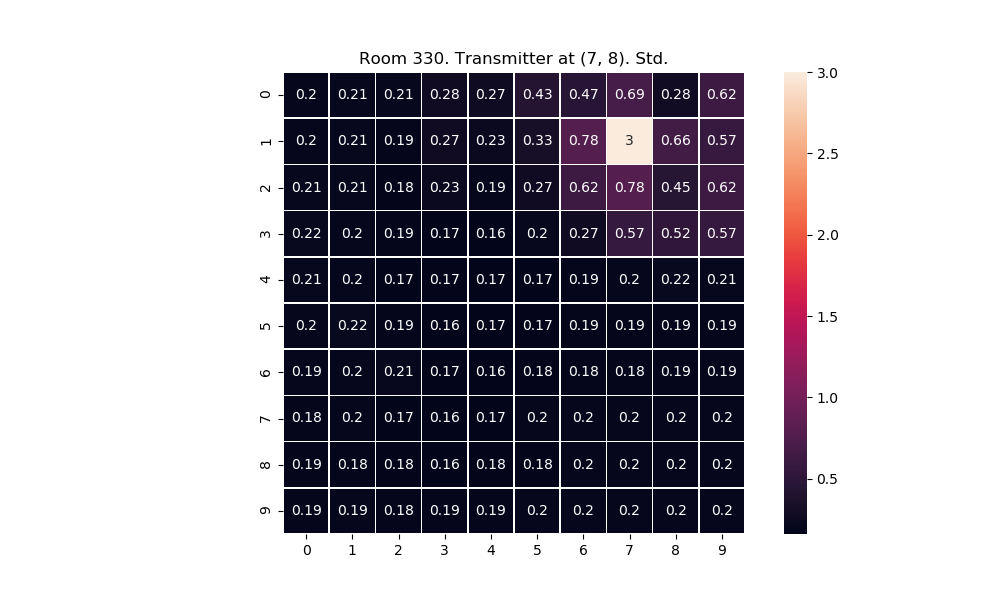 Room 330. Transmitter at (7, 8). Std.
0 0.2 0.21 0.21 0.28 0.27 0.43 0.47 0.69 0.28 0.62
1 0.2 0.21 0.19 0.27 0.23 0.33 0.78 3 0.66 0.57
2 0.21 0.21 0.18 0.23 0.19 0.27 0.62 0.78 0.45 0.62
3 0.22 0.2 0.19 0.17 0.16 0.2 0.27 0.57 0.52 0.57
4 0.21 0.2 0.17 0.17 0.17 0.17 0.19 0.2 0.22 0.21
5 0.2 0.22 0.19 0.16 0.17 0.17 0.19 0.19 0.19 0.19
6 0.19 0.2 0.21 0.17 0.16 0.18 0.18 0.18 0.19 0.19
7 0.18 0.2 0.17 0.16 0.17 0.2 0.2 0.2 0.2 0.2
8 0.19 0.18 0.18 0.16 0.18 0.18 0.2 0.2 0.2 0.2
9 0.19 0.19 0.18 0.19 0.19 0.2 0.2 0.2 0.2 0.2
0 1 2 3 4 5 6 7 8 9
3.0
2.5
2.0
1.5
1.0
0.5